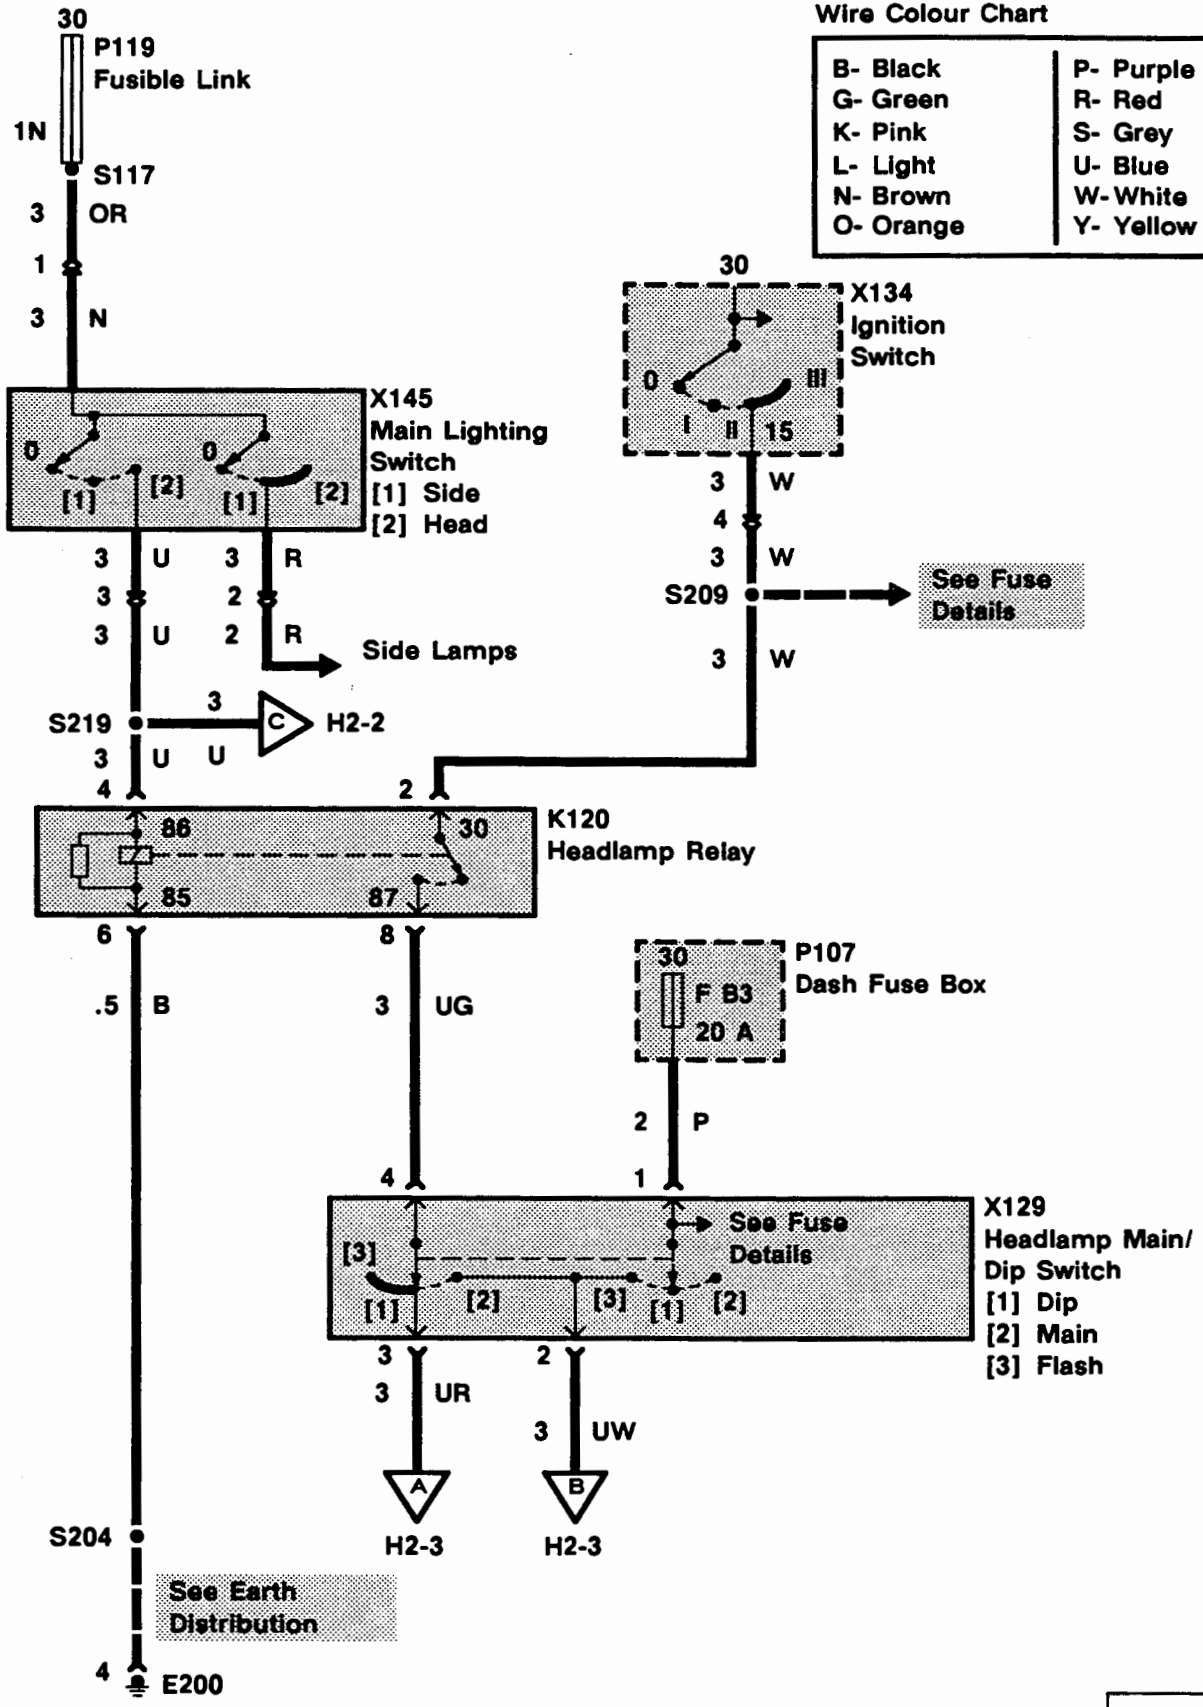 Wire Colour Chart
B- Black
G- Green
K- Pink
L- Light
N- Brown
O- Orange
P- Purple
R- Red
S- Grey
U- Blue
W- White
Y- Yellow
30
P119
Fusible Link
1N
S117
3 OR
1
3 N
X145
Main Lighting
Switch
[1] Side
[2] Head
0
[1]
[2]
0
[1]
[2]
3 U
3 R
3
2
3 U
2 R
Side Lamps
S219
3
U
C
H2-2
3 U
4
30
X134
Ignition
Switch
0
I
II
III
15
3 W
4
3 W
S209
See Fuse
Details
3 W
2
K120
Headlamp Relay
86
30
85
87
6
8
.5 B
3 UG
P107
Dash Fuse Box
30
F B3
20 A
2 P
4
1
X129
Headlamp Main/
Dip Switch
[1] Dip
[2] Main
[3] Flash
See Fuse
Details
[3]
[1]
[2]
[3]
[1]
[2]
3
2
3 UR
3 UW
A
B
H2-3
H2-3
S204
See Earth
Distribution
4
E200